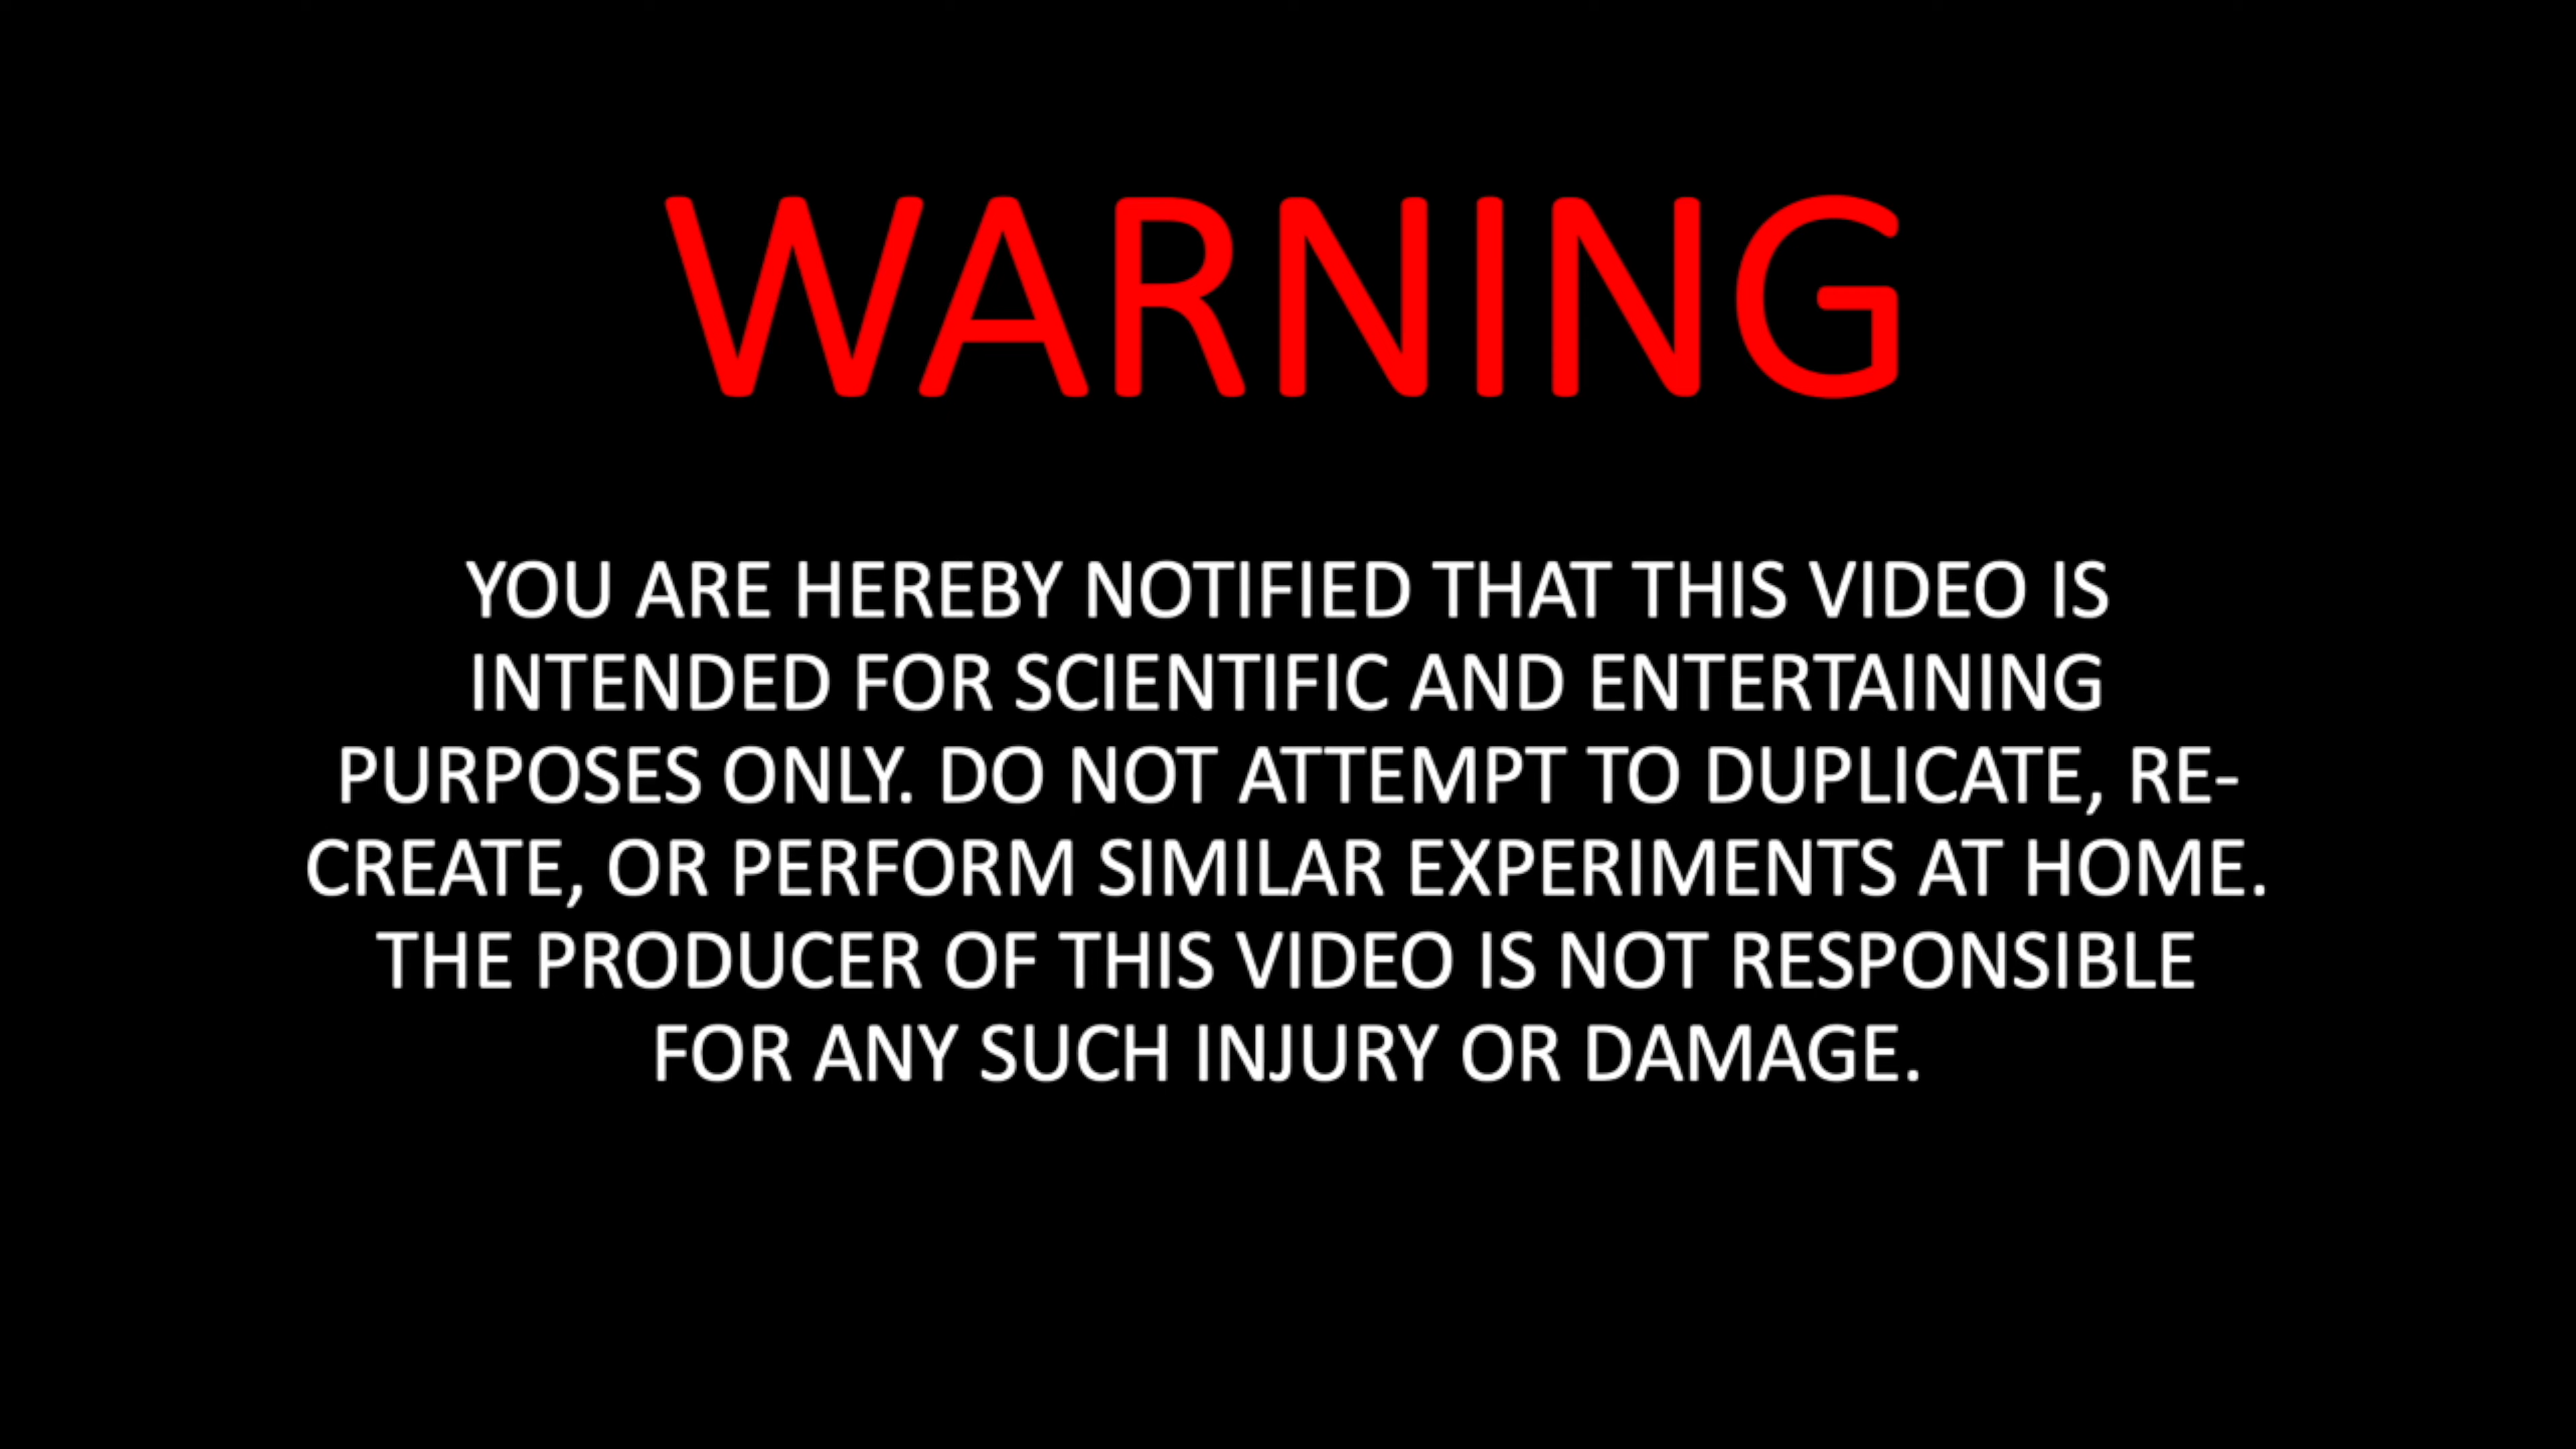 WARNING
YOU ARE HEREBY NOTIFIED THAT THIS VIDEO IS
INTENDED FOR SCIENTIFIC AND ENTERTAINING
PURPOSES ONLY. DO NOT ATTEMPT TO DUPLICATE, RE-
CREATE, OR PERFORM SIMILAR EXPERIMENTS AT HOME.
THE PRODUCER OF THIS VIDEO IS NOT RESPONSIBLE
FOR ANY SUCH INJURY OR DAMAGE.